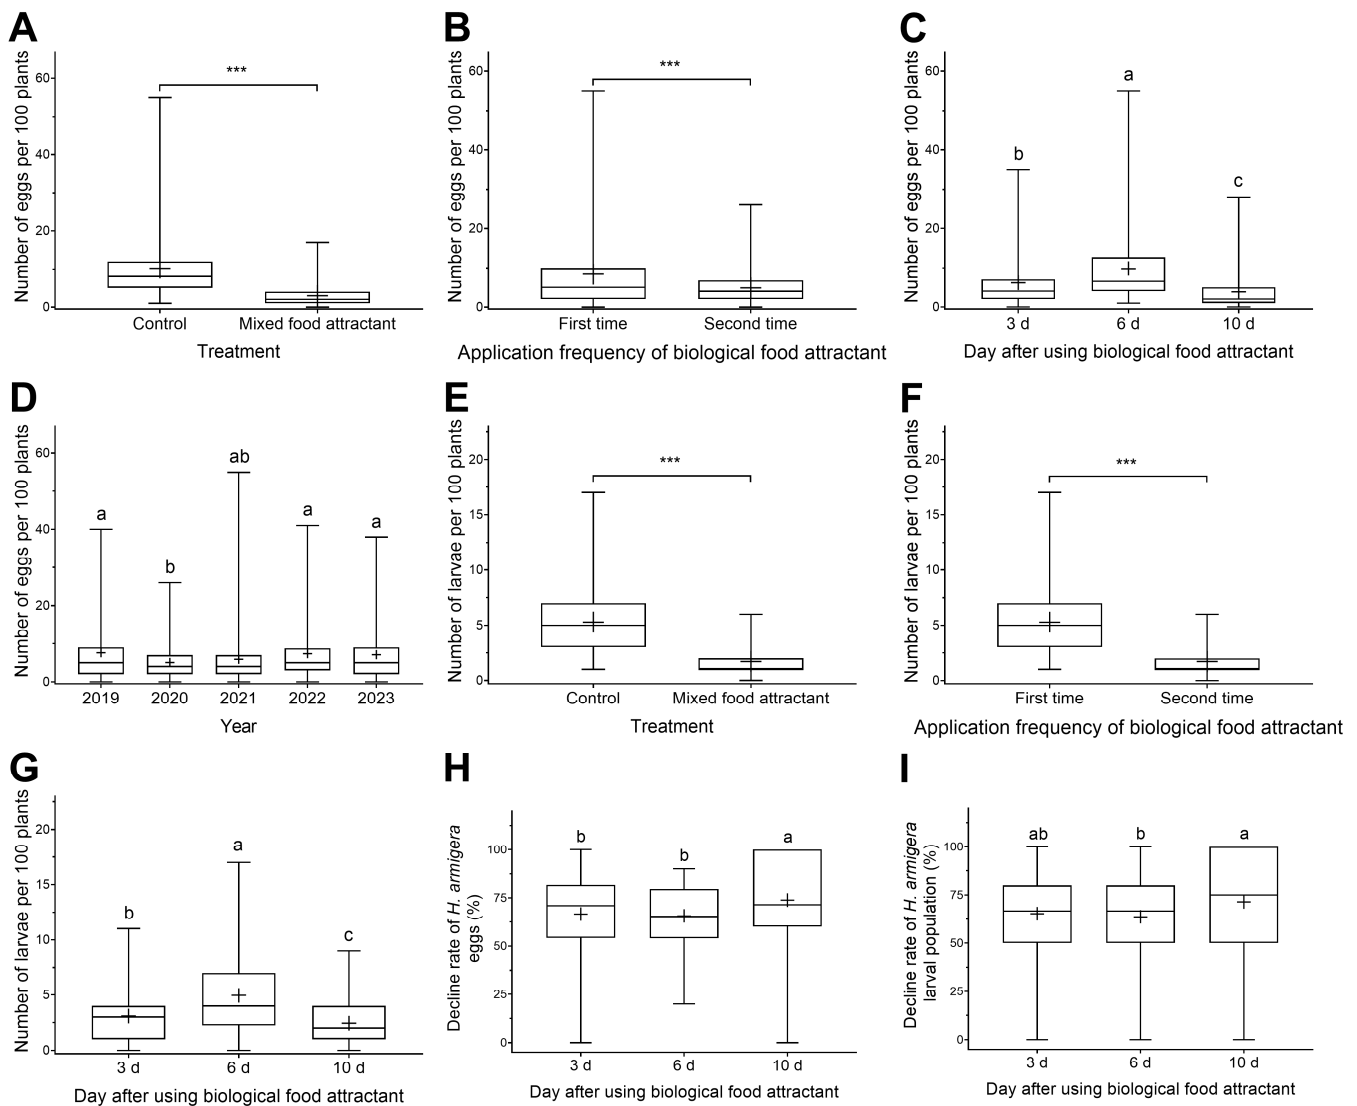 A
Number of eggs per 100 plants
60
40
20
0
***
Control
Mixed food attractant
Treatment
B
Number of eggs per 100 plants
60
40
20
0
***
First time
Second time
Application frequency of biological food attractant
C
Number of eggs per 100 plants
60
40
20
0
b
a
c
3 d
6 d
10 d
Day after using biological food attractant
D
Number of eggs per 100 plants
60
40
20
0
a
b
ab
a
a
2019
2020
2021
2022
2023
Year
E
Number of larvae per 100 plants
20
15
10
5
0
***
Control
Mixed food attractant
Treatment
F
Number of larvae per 100 plants
20
15
10
5
0
***
First time
Second time
Application frequency of biological food attractant
G
Number of larvae per 100 plants
20
15
10
5
0
b
a
c
3 d
6 d
10 d
Day after using biological food attractant
H
Decline rate of H. armigera
eggs (%)
100
75
50
25
0
b
b
a
3 d
6 d
10 d
Day after using biological food attractant
I
Decline rate of H. armigera
larval population (%)
100
75
50
25
0
ab
b
a
3 d
6 d
10 d
Day after using biological food attractant